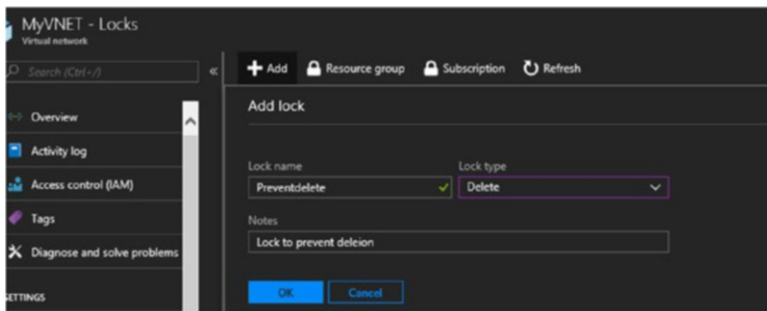 MyVNET - Locks
Virtual network
Search (Ctrl+/)
«
Add
Resource group
Subscription
Refresh
Overview
Activity log
Access control (IAM)
Tags
Diagnose and solve problems
SETTINGS
Add lock
Lock name
Lock type
Preventdelete
Delete
Notes
Lock to prevent deleion
OK
Cancel